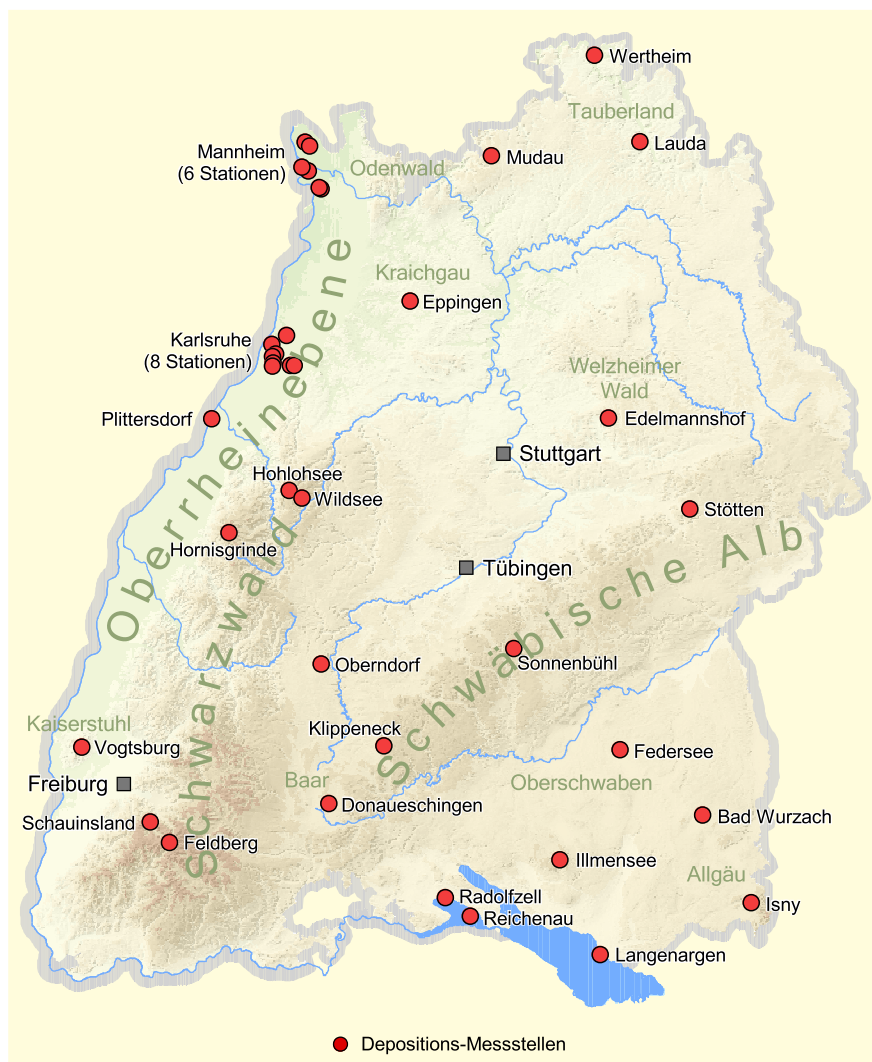 Wertheim
Tauberland
Lauda
Mannheim
(6 Stationen)
Mudau
Odenwald
Kraichgau
Eppingen
Karlsruhe
(8 Stationen)
Welzheimer
Wald
Plittersdorf
Edelmannshof
Stuttgart
Oberrheinebene
Hohlohsee
Wildsee
Stötten
Hornisgrinde
Schwäbische Alb
Tübingen
Schwarzwald
Oberndorf
Sonnenbühl
Kaiserstuhl
Klippeneck
Vogtsburg
Federsee
Freiburg
Baar
Oberschwaben
Donaueschingen
Schauinsland
Bad Wurzach
Feldberg
Illmensee
Allgäu
Radolfzell
Isny
Reichenau
Langenargen
Depositions-Messstellen